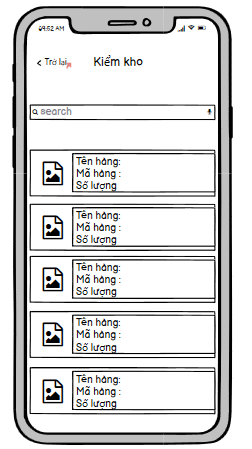 09:52 AM
Trở lại
Kiểm kho
search
Tên hàng:
Mã hàng :
Số lượng
Tên hàng:
Mã hàng :
Số lượng
Tên hàng:
Mã hàng :
Số lượng
Tên hàng:
Mã hàng :
Số lượng
Tên hàng:
Mã hàng :
Số lượng